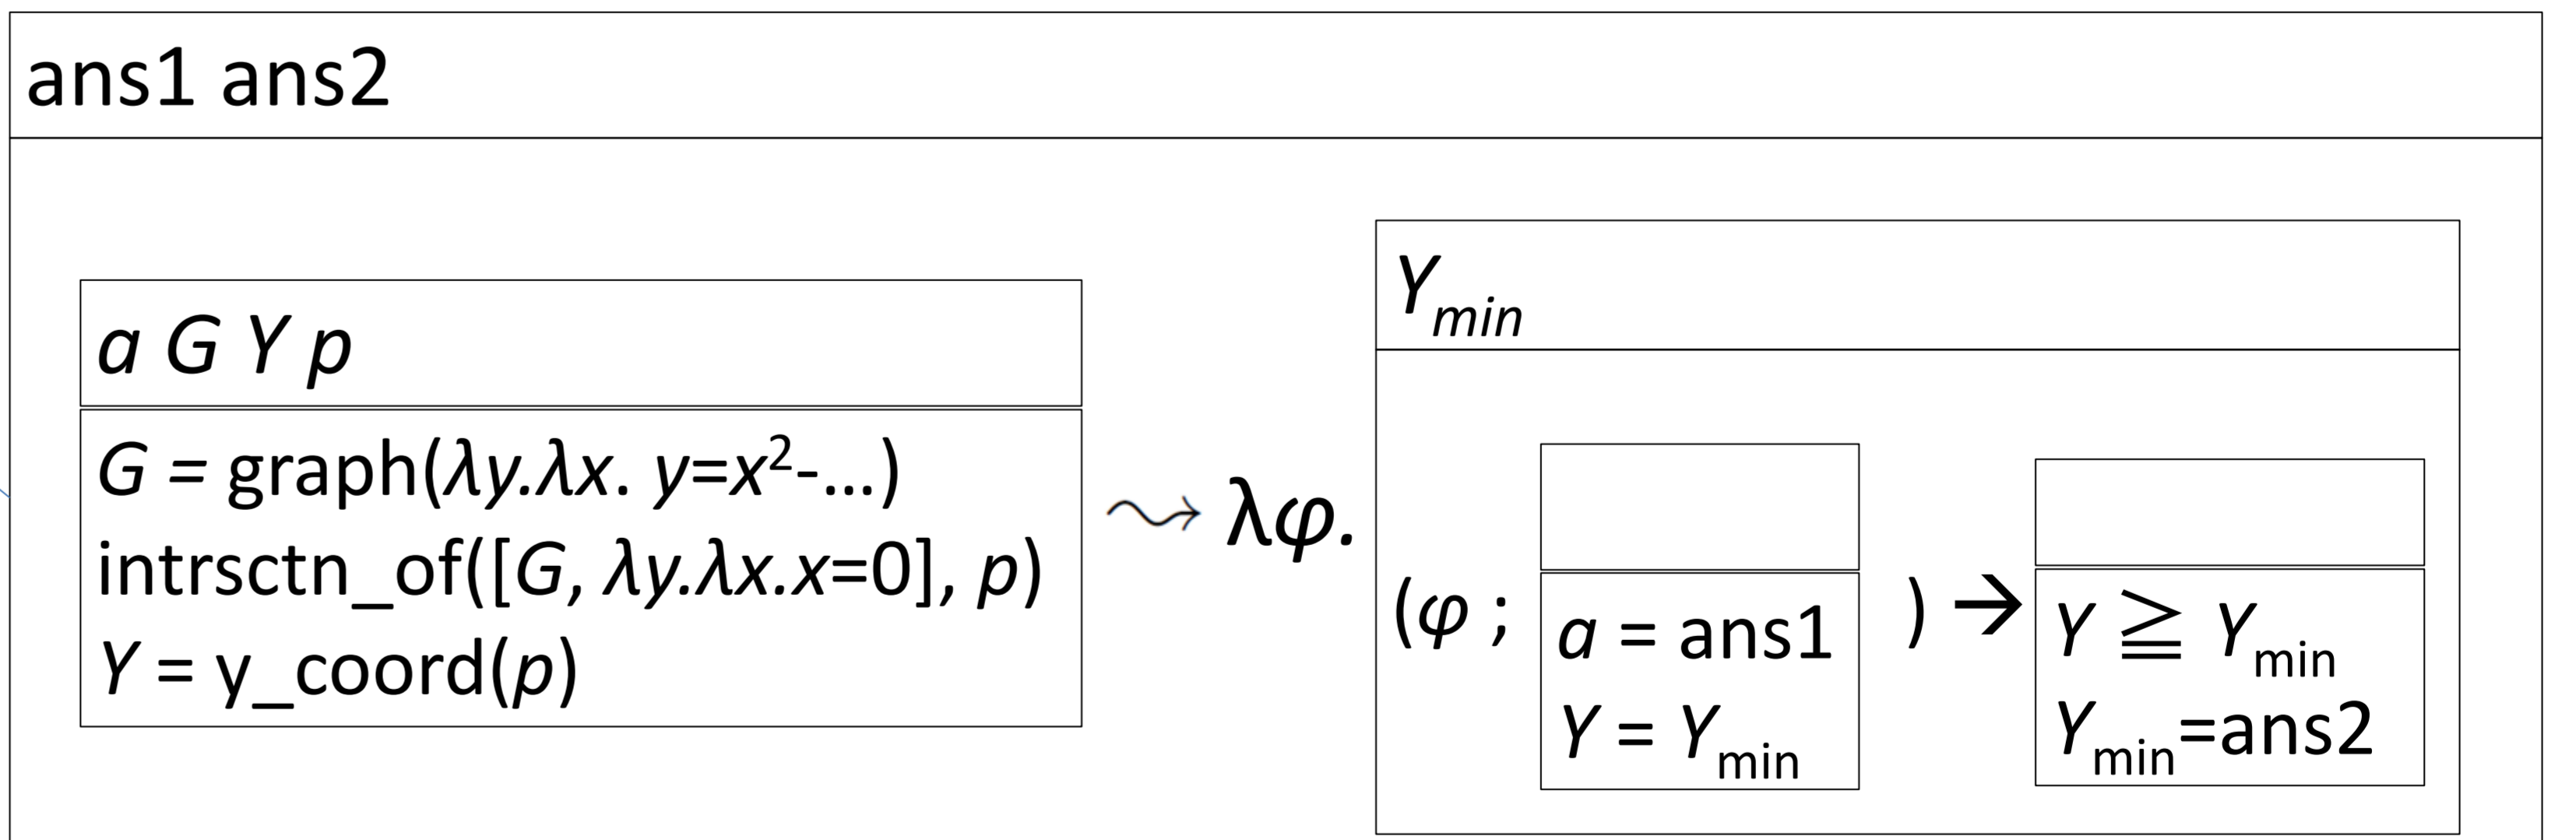 ans1 ans2
a G Y p
G = graph(λy.λx. y=x²-...)
intrsctn_of([G, λy.λx.x=0], p)
Y = y_coord(p)
⤳ λφ.
Y_min
(φ ;
a = ans1
Y = Y_min
) →
Y ≧ Y_min
Y_min=ans2